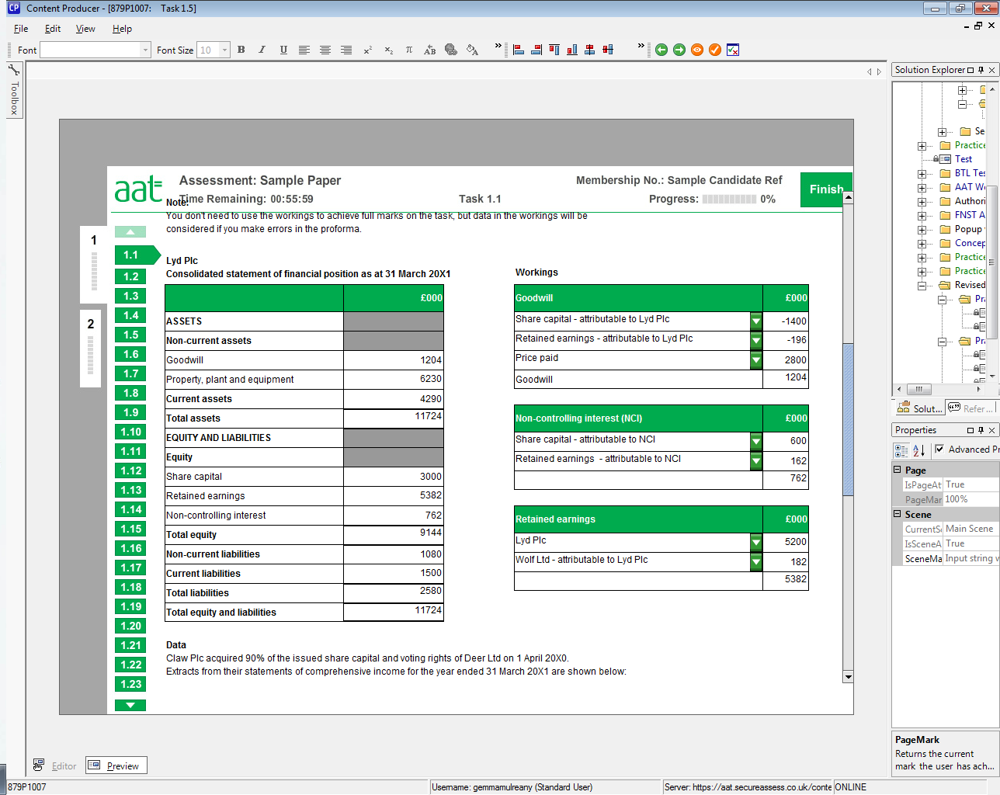 Content Producer - [879P1007: Task 1.5]
File Edit View Help
Font Font Size 10 B I U
Toolbox
Solution Explorer
Se
Practice
Test
BTL Tes
AAT W
Authori
FNST A
Popup
Concep
Practice
Practice
Revised
Pra
Pra
Solut... Refer...
Properties
Advanced Pr
Page
IsPageAt True
PageMar 100%
Scene
CurrentS Main Scene
IsSceneA True
SceneMa Input string w
PageMark
Returns the current
mark the user has ach...
aat
Assessment: Sample Paper
Membership No.: Sample Candidate Ref
Finish
Note:
Time Remaining: 00:55:59
Task 1.1
Progress: 0%
You don't need to use the workings to achieve full marks on the task, but data in the workings will be
considered if you make errors in the proforma.
1
2
1.1
1.2
1.3
1.4
1.5
1.6
1.7
1.8
1.9
1.10
1.11
1.12
1.13
1.14
1.15
1.16
1.17
1.18
1.19
1.20
1.21
1.22
1.23
Lyd Plc
Consolidated statement of financial position as at 31 March 20X1
£000
ASSETS
Non-current assets
Goodwill 1204
Property, plant and equipment 6230
Current assets 4290
Total assets 11724
EQUITY AND LIABILITIES
Equity
Share capital 3000
Retained earnings 5382
Non-controlling interest 762
Total equity 9144
Non-current liabilities 1080
Current liabilities 1500
Total liabilities 2580
Total equity and liabilities 11724
Workings
Goodwill £000
Share capital - attributable to Lyd Plc -1400
Retained earnings - attributable to Lyd Plc -196
Price paid 2800
Goodwill 1204
Non-controlling interest (NCI) £000
Share capital - attributable to NCI 600
Retained earnings - attributable to NCI 162
762
Retained earnings £000
Lyd Plc 5200
Wolf Ltd - attributable to Lyd Plc 182
5382
Data
Claw Plc acquired 90% of the issued share capital and voting rights of Deer Ltd on 1 April 20X0.
Extracts from their statements of comprehensive income for the year ended 31 March 20X1 are shown below:
Editor Preview
879P1007
Username: gemmamulreany (Standard User)
Server: https://aat.secureassess.co.uk/conte
ONLINE